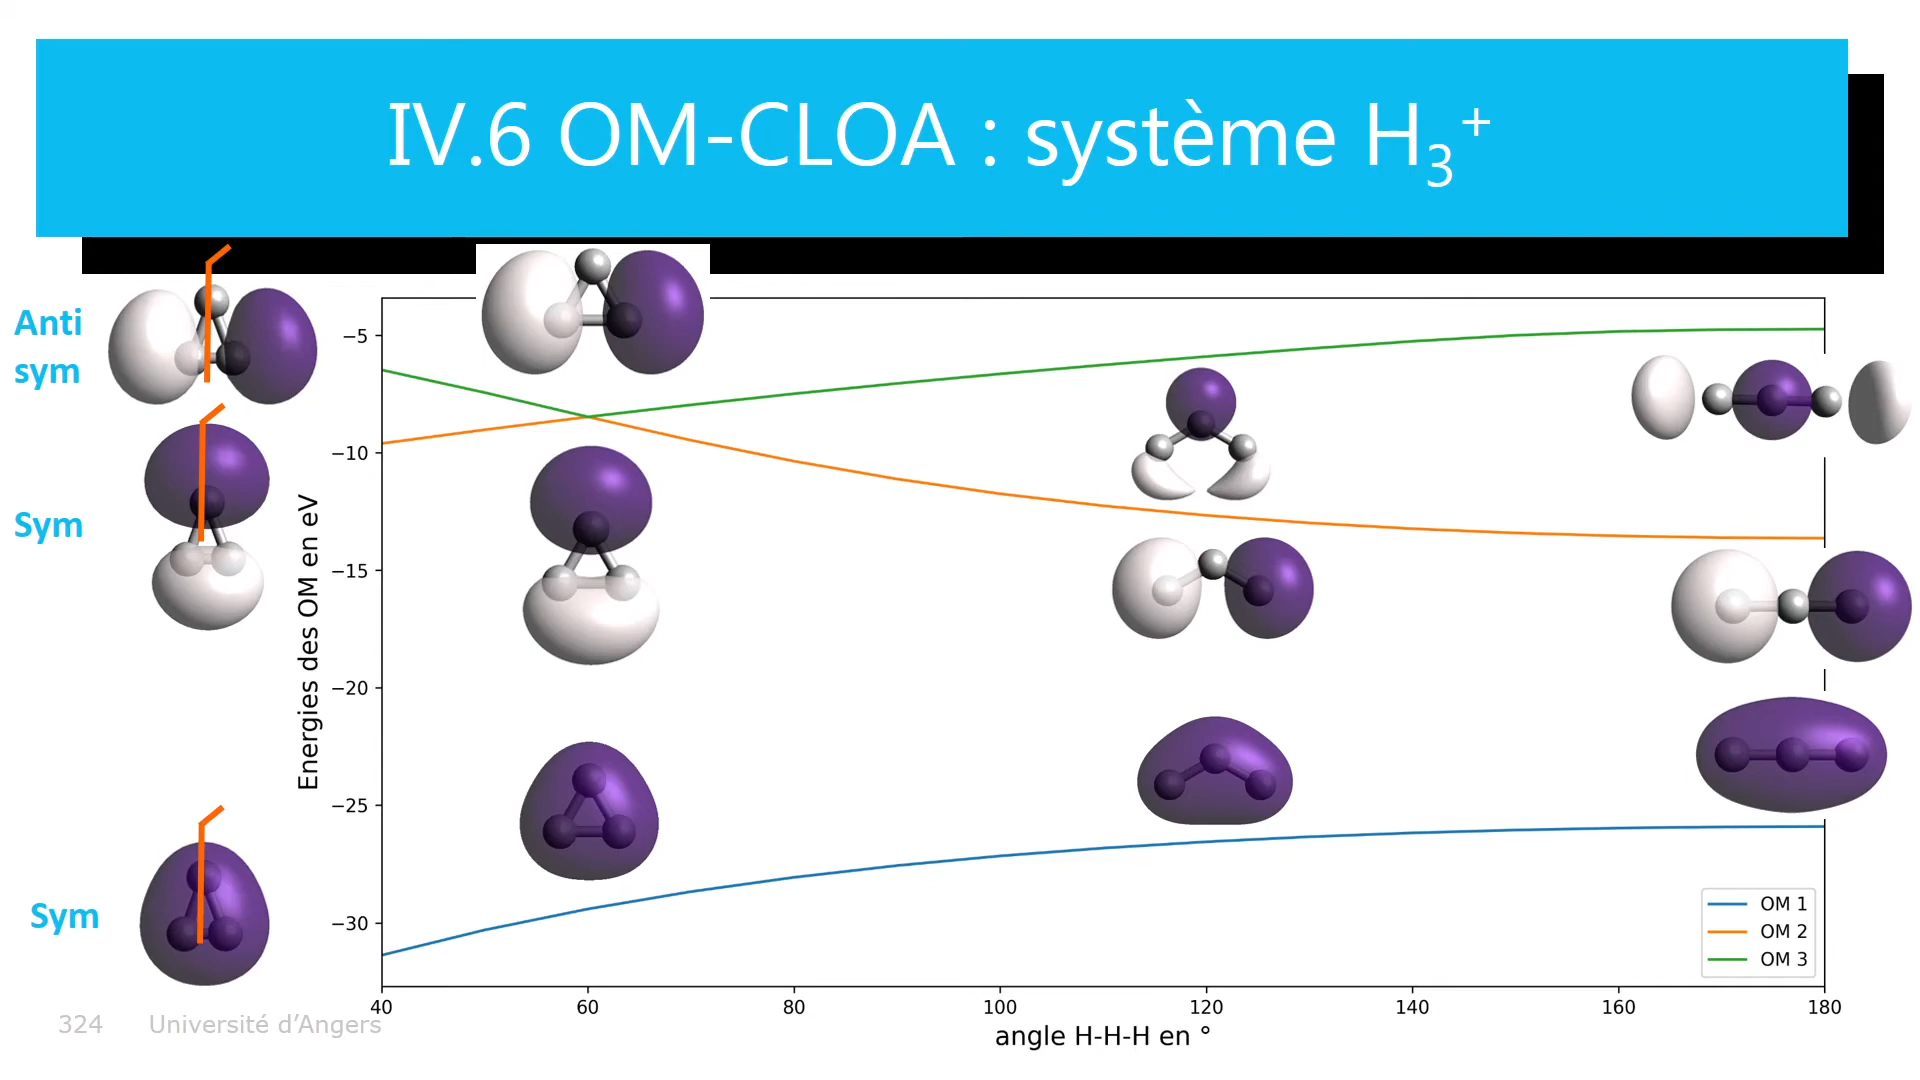 IV.6 OM-CLOA : système H₃⁺
Anti
sym
Sym
Sym
Energies des OM en eV
−5
−10
−15
−20
−25
−30
OM 1
OM 2
OM 3
40 60 80 100 120 140 160 180
angle H-H-H en °
324 Université d’Angers